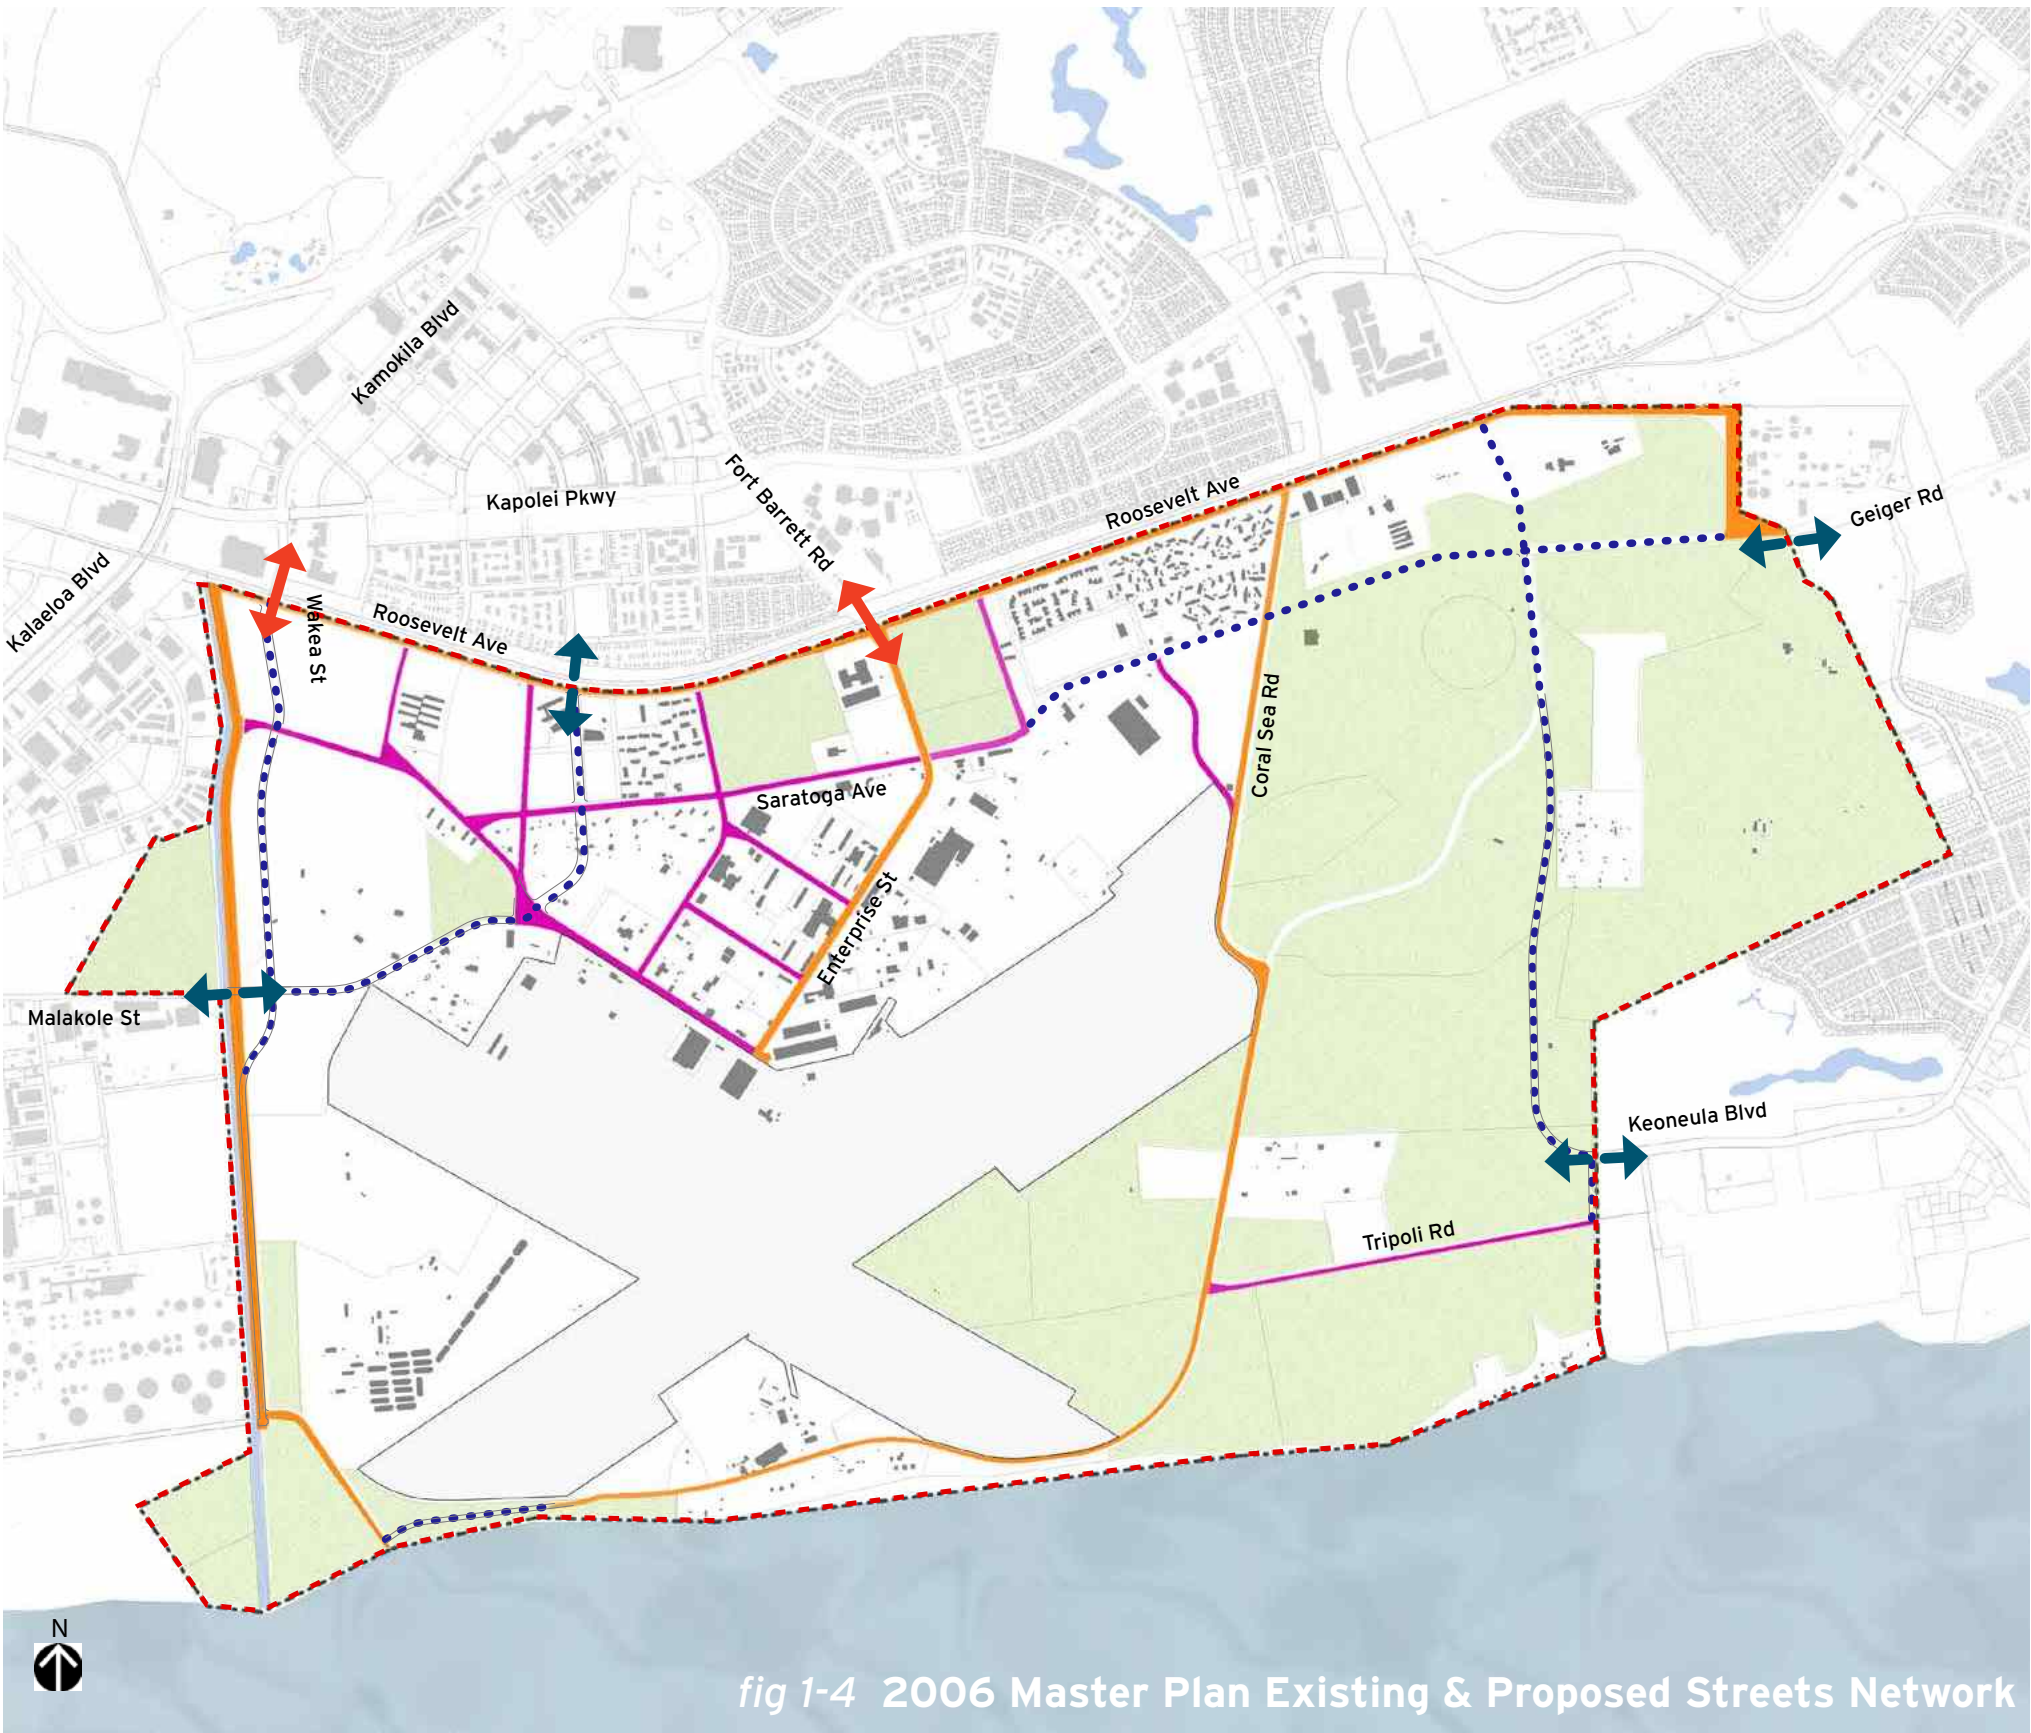 Kamokila Blvd
Kapolei Pkwy
Fort Barrett Rd
Roosevelt Ave
Geiger Rd
Kalaeloa Blvd
Wakea St
Roosevelt Ave
Coral Sea Rd
Saratoga Ave
Enterprise St
Malakole St
Keoneula Blvd
Tripoli Rd
N
fig 1-4 2006 Master Plan Existing & Proposed Streets Network